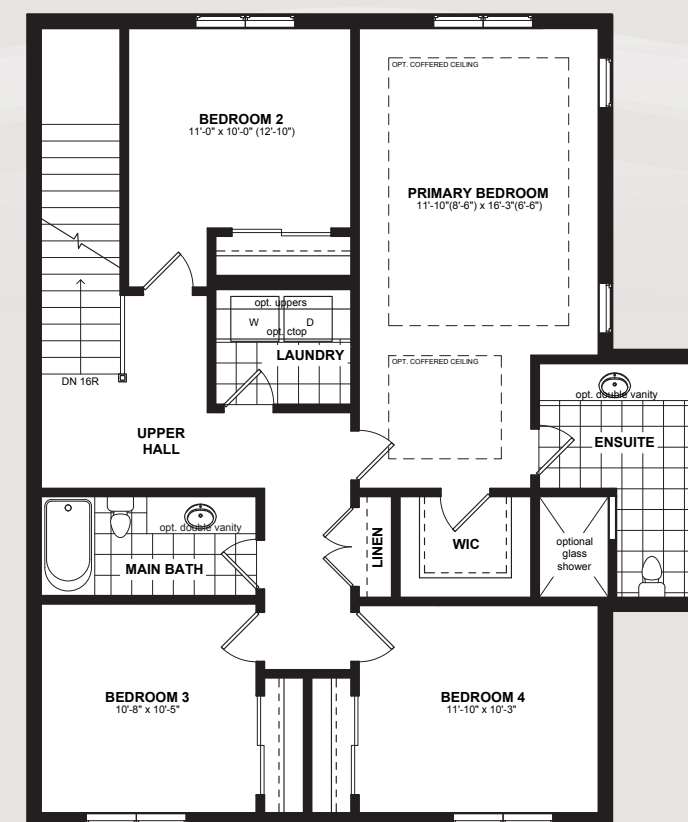 OPT. COFFERED CEILING
BEDROOM 2
11'-0" x 10'-0" (12'-10")
PRIMARY BEDROOM
11'-10"(8'-6") x 16'-3"(6'-6")
opt. uppers
W
D
opt. ctop
LAUNDRY
OPT. COFFERED CEILING
DN 16R
opt. double vanity
UPPER
HALL
ENSUITE
opt. double vanity
MAIN BATH
LINEN
WIC
optional
glass
shower
BEDROOM 3
10'-8" x 10'-5"
BEDROOM 4
11'-10" x 10'-3"